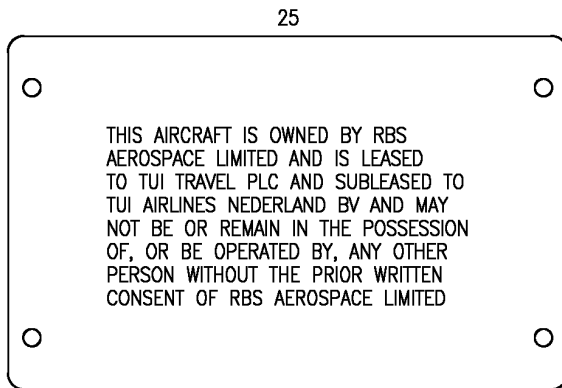 25
THIS AIRCRAFT IS OWNED BY RBS
AEROSPACE LIMITED AND IS LEASED
TO TUI TRAVEL PLC AND SUBLEASED TO
TUI AIRLINES NEDERLAND BV AND MAY
NOT BE OR REMAIN IN THE POSSESSION
OF, OR BE OPERATED BY, ANY OTHER
PERSON WITHOUT THE PRIOR WRITTEN
CONSENT OF RBS AEROSPACE LIMITED